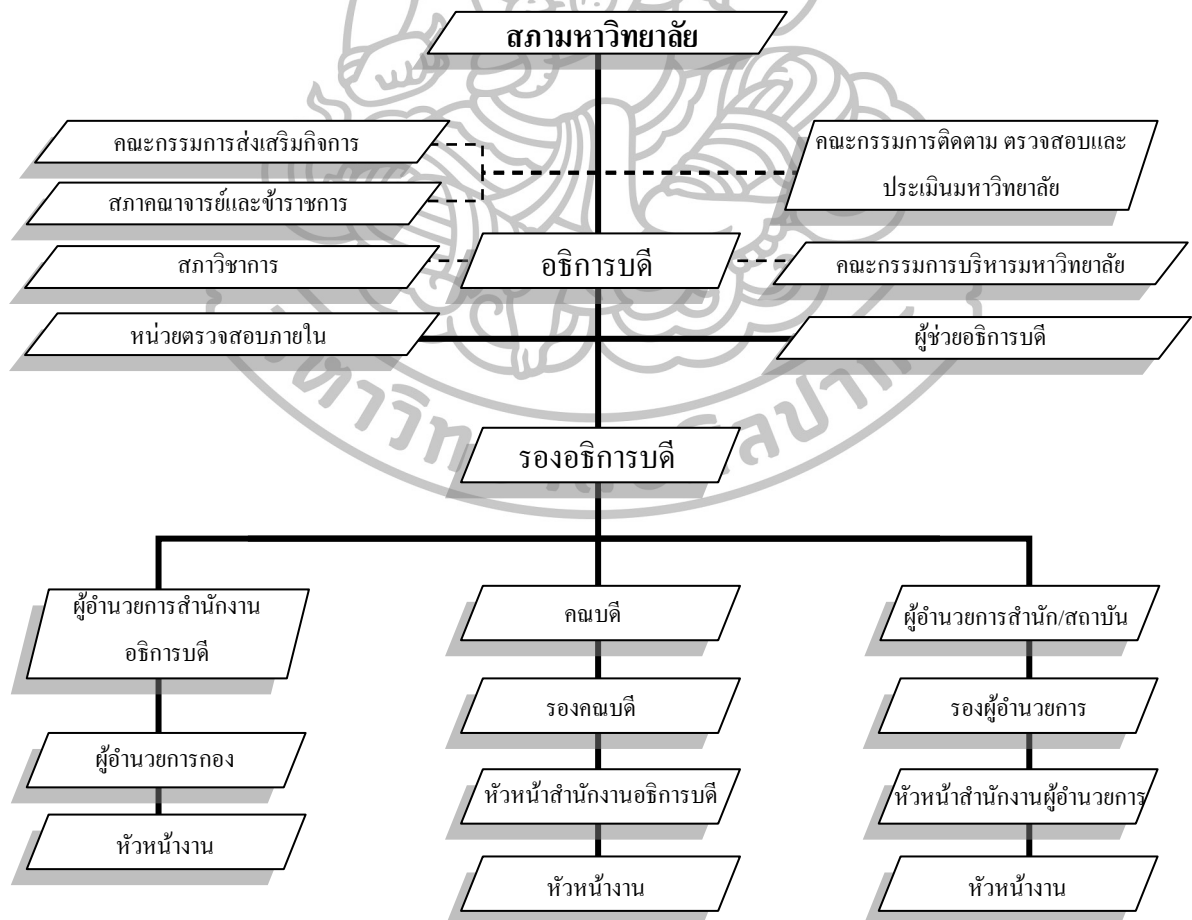 สภามหาวิทยาลัย
คณะกรรมการส่งเสริมกิจการ
คณะกรรมการติดตาม ตรวจสอบและ
ประเมินมหาวิทยาลัย
สภาคณาจารย์และข้าราชการ
สภาวิชาการ
อธิการบดี
คณะกรรมการบริหารมหาวิทยาลัย
หน่วยตรวจสอบภายใน
ผู้ช่วยอธิการบดี
รองอธิการบดี
ผู้อำนวยการสำนักงาน
อธิการบดี
คณบดี
ผู้อำนวยการสำนัก/สถาบัน
รองคณบดี
รองผู้อำนวยการ
ผู้อำนวยการกอง
หัวหน้าสำนักงานอธิการบดี
หัวหน้าสำนักงานผู้อำนวยการ
หัวหน้างาน
หัวหน้างาน
หัวหน้างาน